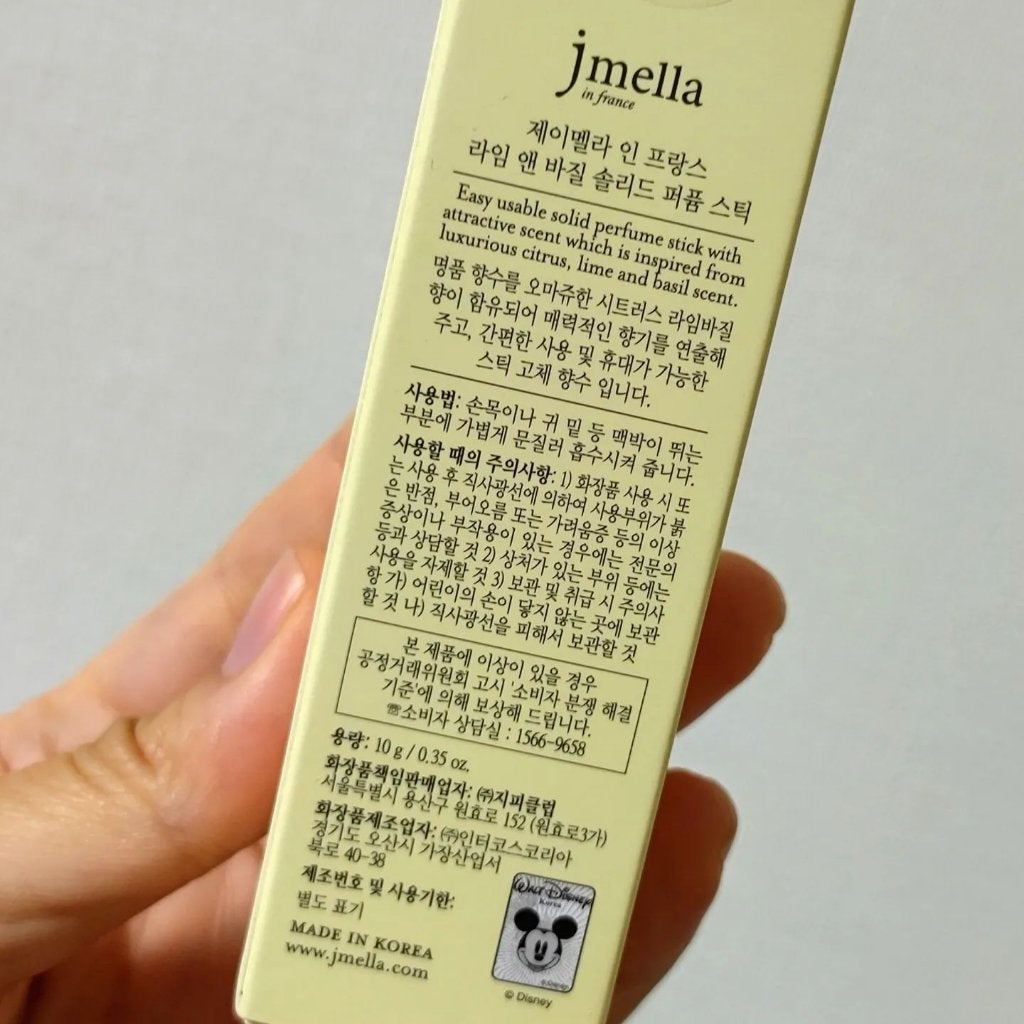 jmella
in france
제이멜라 인 프랑스
라임 앤 바질 솔리드 퍼퓸 스틱
Easy usable solid perfume stick with
attractive scent which is inspired from
luxurious citrus, lime and basil scent.
명품 향수를 오마쥬한 시트러스 라임바질
향이 함유되어 매력적인 향기를 연출해
주고, 간편한 사용 및 휴대가 가능한
스틱 고체 향수 입니다.
사용법: 손목이나 귀 밑 등 맥박이 뛰는
부분에 가볍게 문질러 흡수시켜 줍니다.
사용할 때의 주의사항: 1) 화장품 사용 시 또
는 사용 후 직사광선에 의하여 사용부위가 붉
은 반점, 부어오름 또는 가려움증 등의 이상
증상이나 부작용이 있는 경우에는 전문의
등과 상담할 것 2) 상처가 있는 부위 등에는
사용을 자제할 것 3) 보관 및 취급 시 주의사
항 가) 어린이의 손이 닿지 않는 곳에 보관
할 것 나) 직사광선을 피해서 보관할 것
본 제품에 이상이 있을 경우
공정거래위원회 고시 '소비자 분쟁 해결
기준'에 의해 보상해 드립니다.
☎소비자 상담실 : 1566-9658
용량: 10 g / 0.35 oz.
화장품책임판매업자: ㈜지피클럽
서울특별시 용산구 원효로 152 (원효로3가)
화장품제조업자: ㈜인터코스코리아
경기도 오산시 가장산업서
북로 40-38
제조번호 및 사용기한:
별도 표기
MADE IN KOREA
www.jmella.com
WALT DISNEY
Korea
© Disney